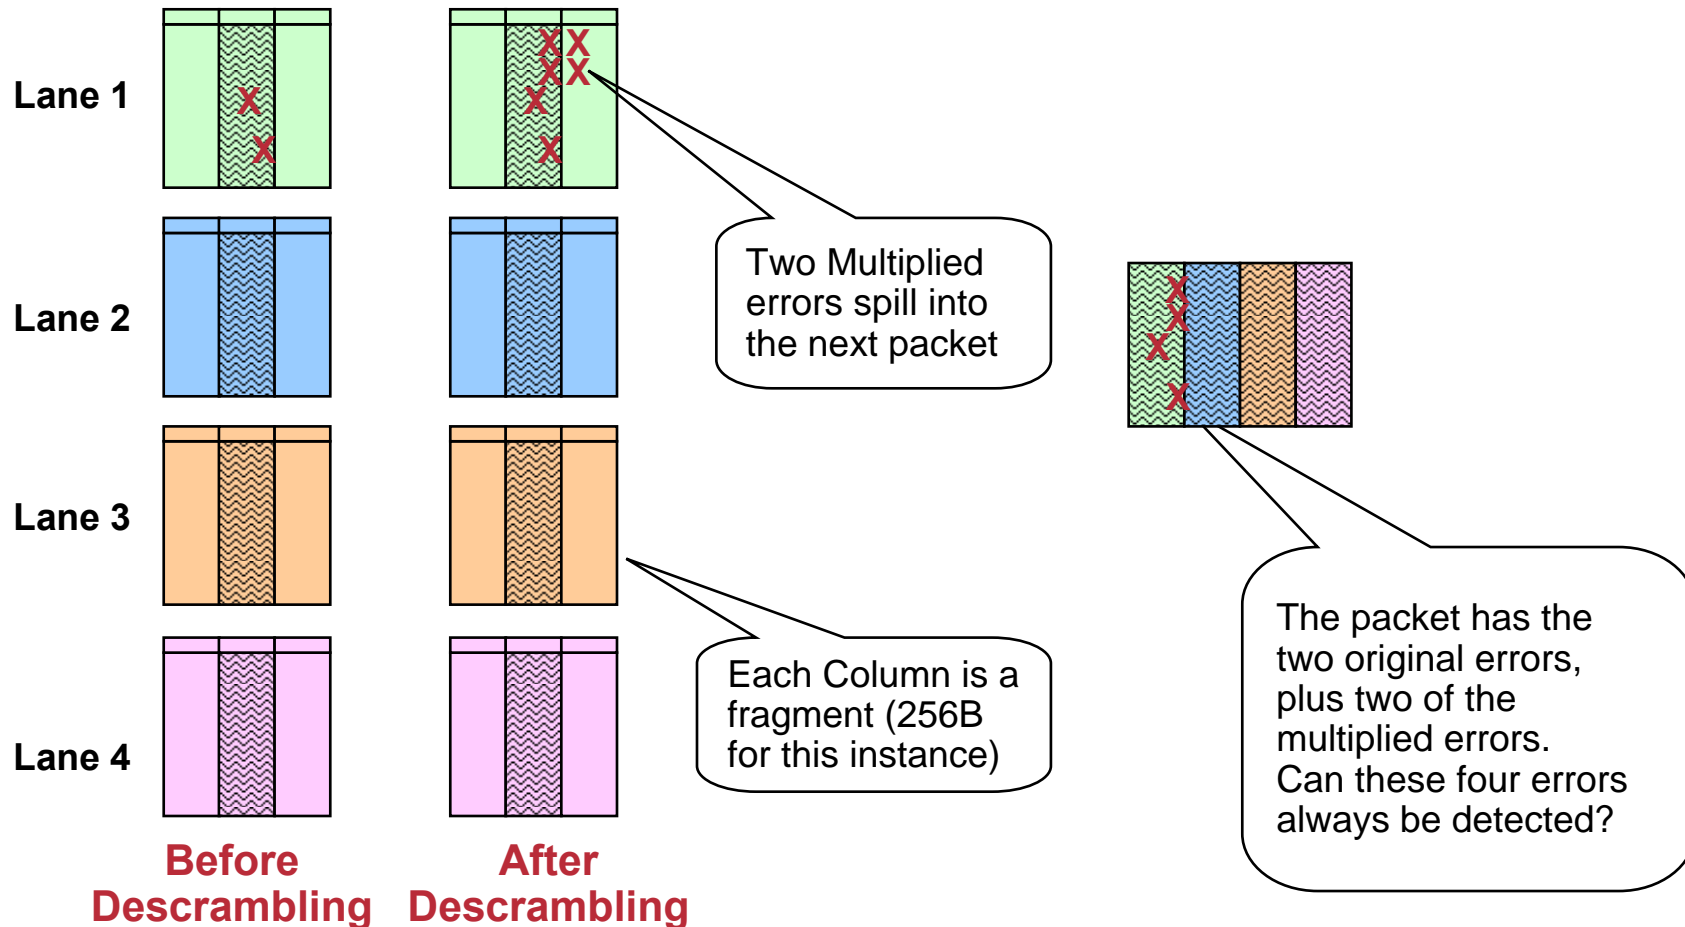 Lane 1
Lane 2
Lane 3
Lane 4
Before
Descrambling
After
Descrambling
X
X
X X
X X
X
X
Two Multiplied
errors spill into
the next packet
Each Column is a
fragment (256B
for this instance)
X
X
X
X
The packet has the
two original errors,
plus two of the
multiplied errors.
Can these four errors
always be detected?